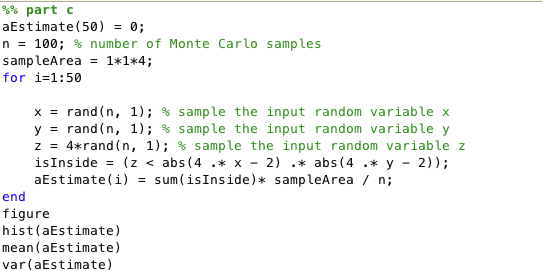 %% part c
aEstimate(50) = 0;
n = 100; % number of Monte Carlo samples
sampleArea = 1*1*4;
for i=1:50
x = rand(n, 1); % sample the input random variable x
y = rand(n, 1); % sample the input random variable y
z = 4*rand(n, 1); % sample the input random variable z
isInside = (z < abs(4 .* x - 2) .* abs(4 .* y - 2));
aEstimate(i) = sum(isInside)* sampleArea / n;
end
figure
hist(aEstimate)
mean(aEstimate)
var(aEstimate)